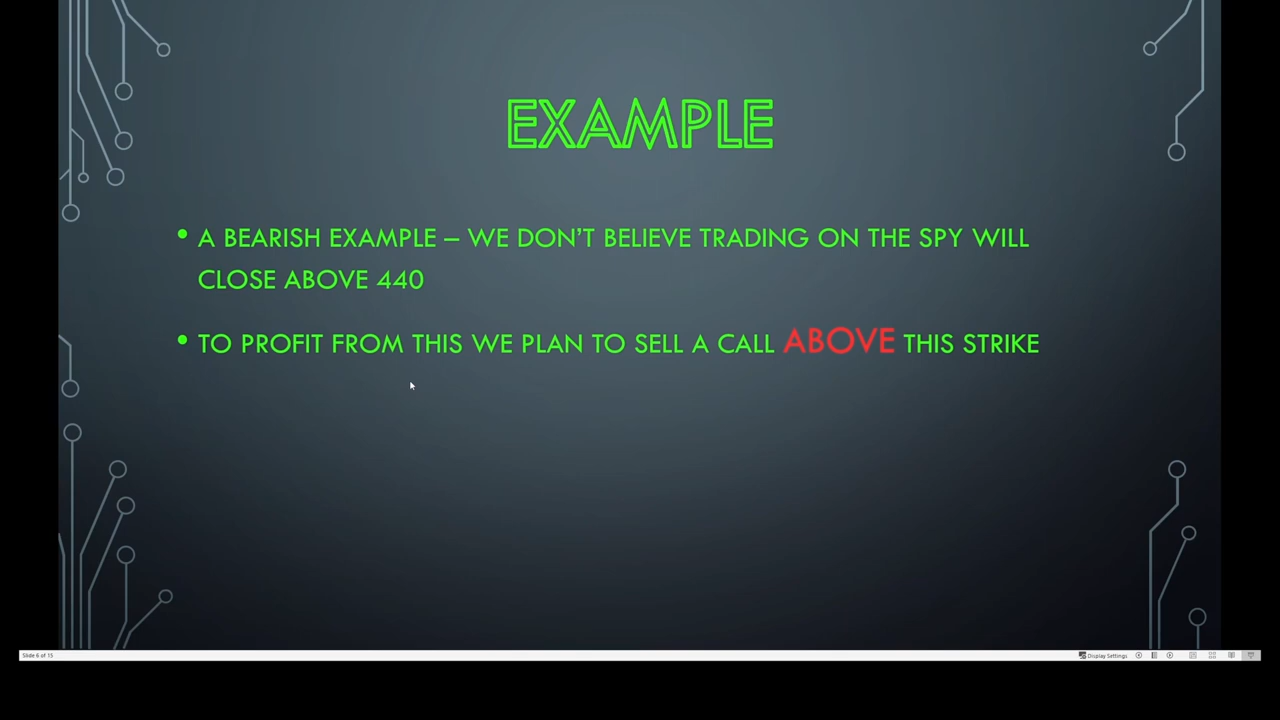 EXAMPLE
• A BEARISH EXAMPLE – WE DON'T BELIEVE TRADING ON THE SPY WILL
CLOSE ABOVE 440
• TO PROFIT FROM THIS WE PLAN TO SELL A CALL ABOVE THIS STRIKE
Slide 6 of 15
Display Settings